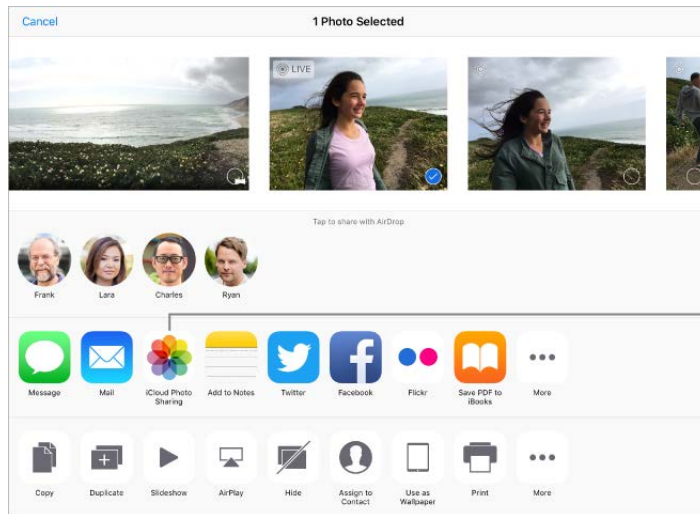 Cancel
1 Photo Selected
LIVE
Tap to share with AirDrop
Frank
Lara
Charles
Ryan
Message
Mail
iCloud Photo
Sharing
Add to Notes
Twitter
Facebook
Flickr
Save PDF to
iBooks
More
Copy
Duplicate
Slideshow
AirPlay
Hide
Assign to
Contact
Use as
Wallpaper
Print
More